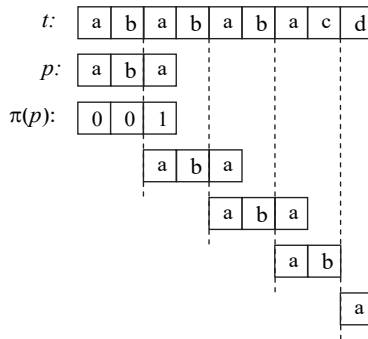 t: a b a b a b a c d
p: a b a
π(p): 0 0 1
a b a
a b a
a b
a